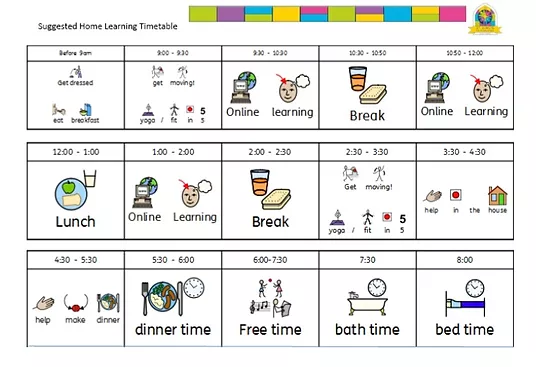 Suggested Home Learning Timetable
Before 9am 9:00 - 9:30 9:30 - 10:30 10:30 - 10:50 10:50 - 12:00
Get dressed get moving!
Online learning Break Online Learning
5
eat breakfast yoga / fit in 5
12:00 - 1:00 1:00 - 2:00 2:00 - 2:30 2:30 - 3:30 3:30 - 4:30
Get moving!
Lunch Online Learning Break help in the house
5
yoga / fit in 5
4:30 - 5:30 5:30 - 6:00 6:00-7:30 7:30 8:00
help make dinner dinner time Free time bath time bed time